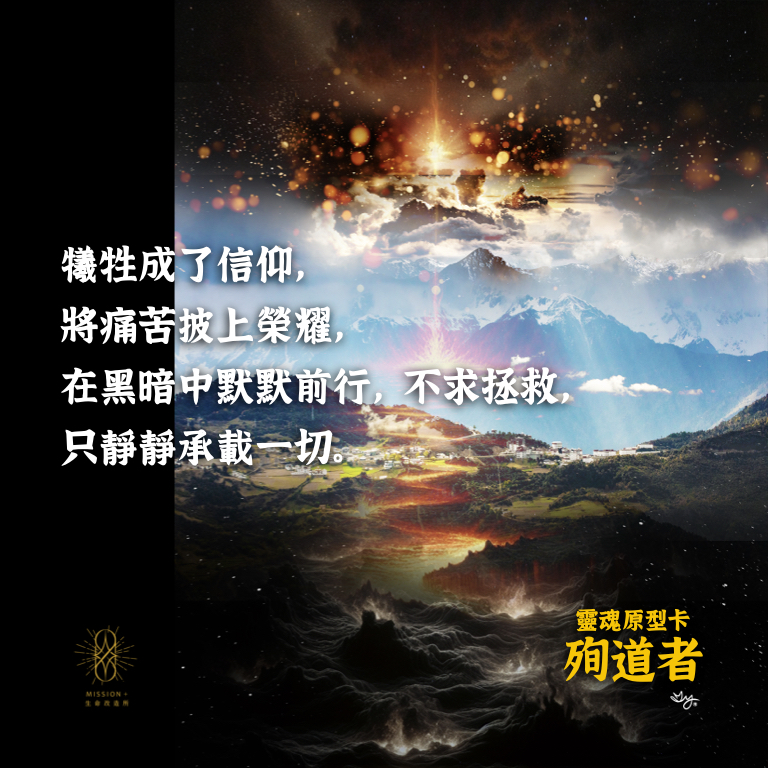 犧牲成了信仰,
將痛苦披上榮耀,
在黑暗中默默前行, 不求拯救,
只靜靜承載一切。
靈魂原型卡
殉道者
MISSION+
生命改造所